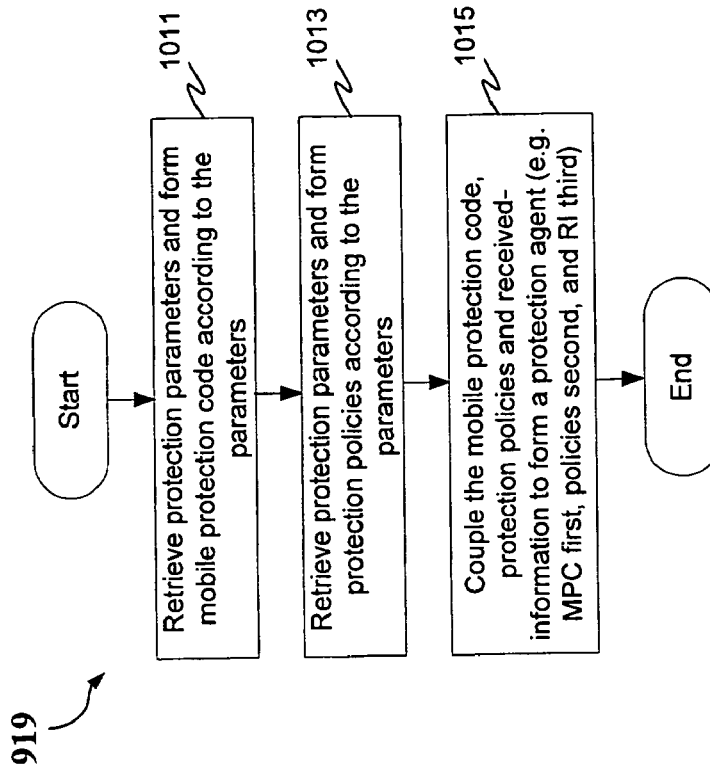 919
Start
Retrieve protection parameters and form
mobile protection code according to the
parameters
1011
Retrieve protection parameters and form
protection policies according to the
parameters
1013
Couple the mobile protection code,
protection policies and received-
information to form a protection agent (e.g.
MPC first, policies second, and RI third)
1015
End